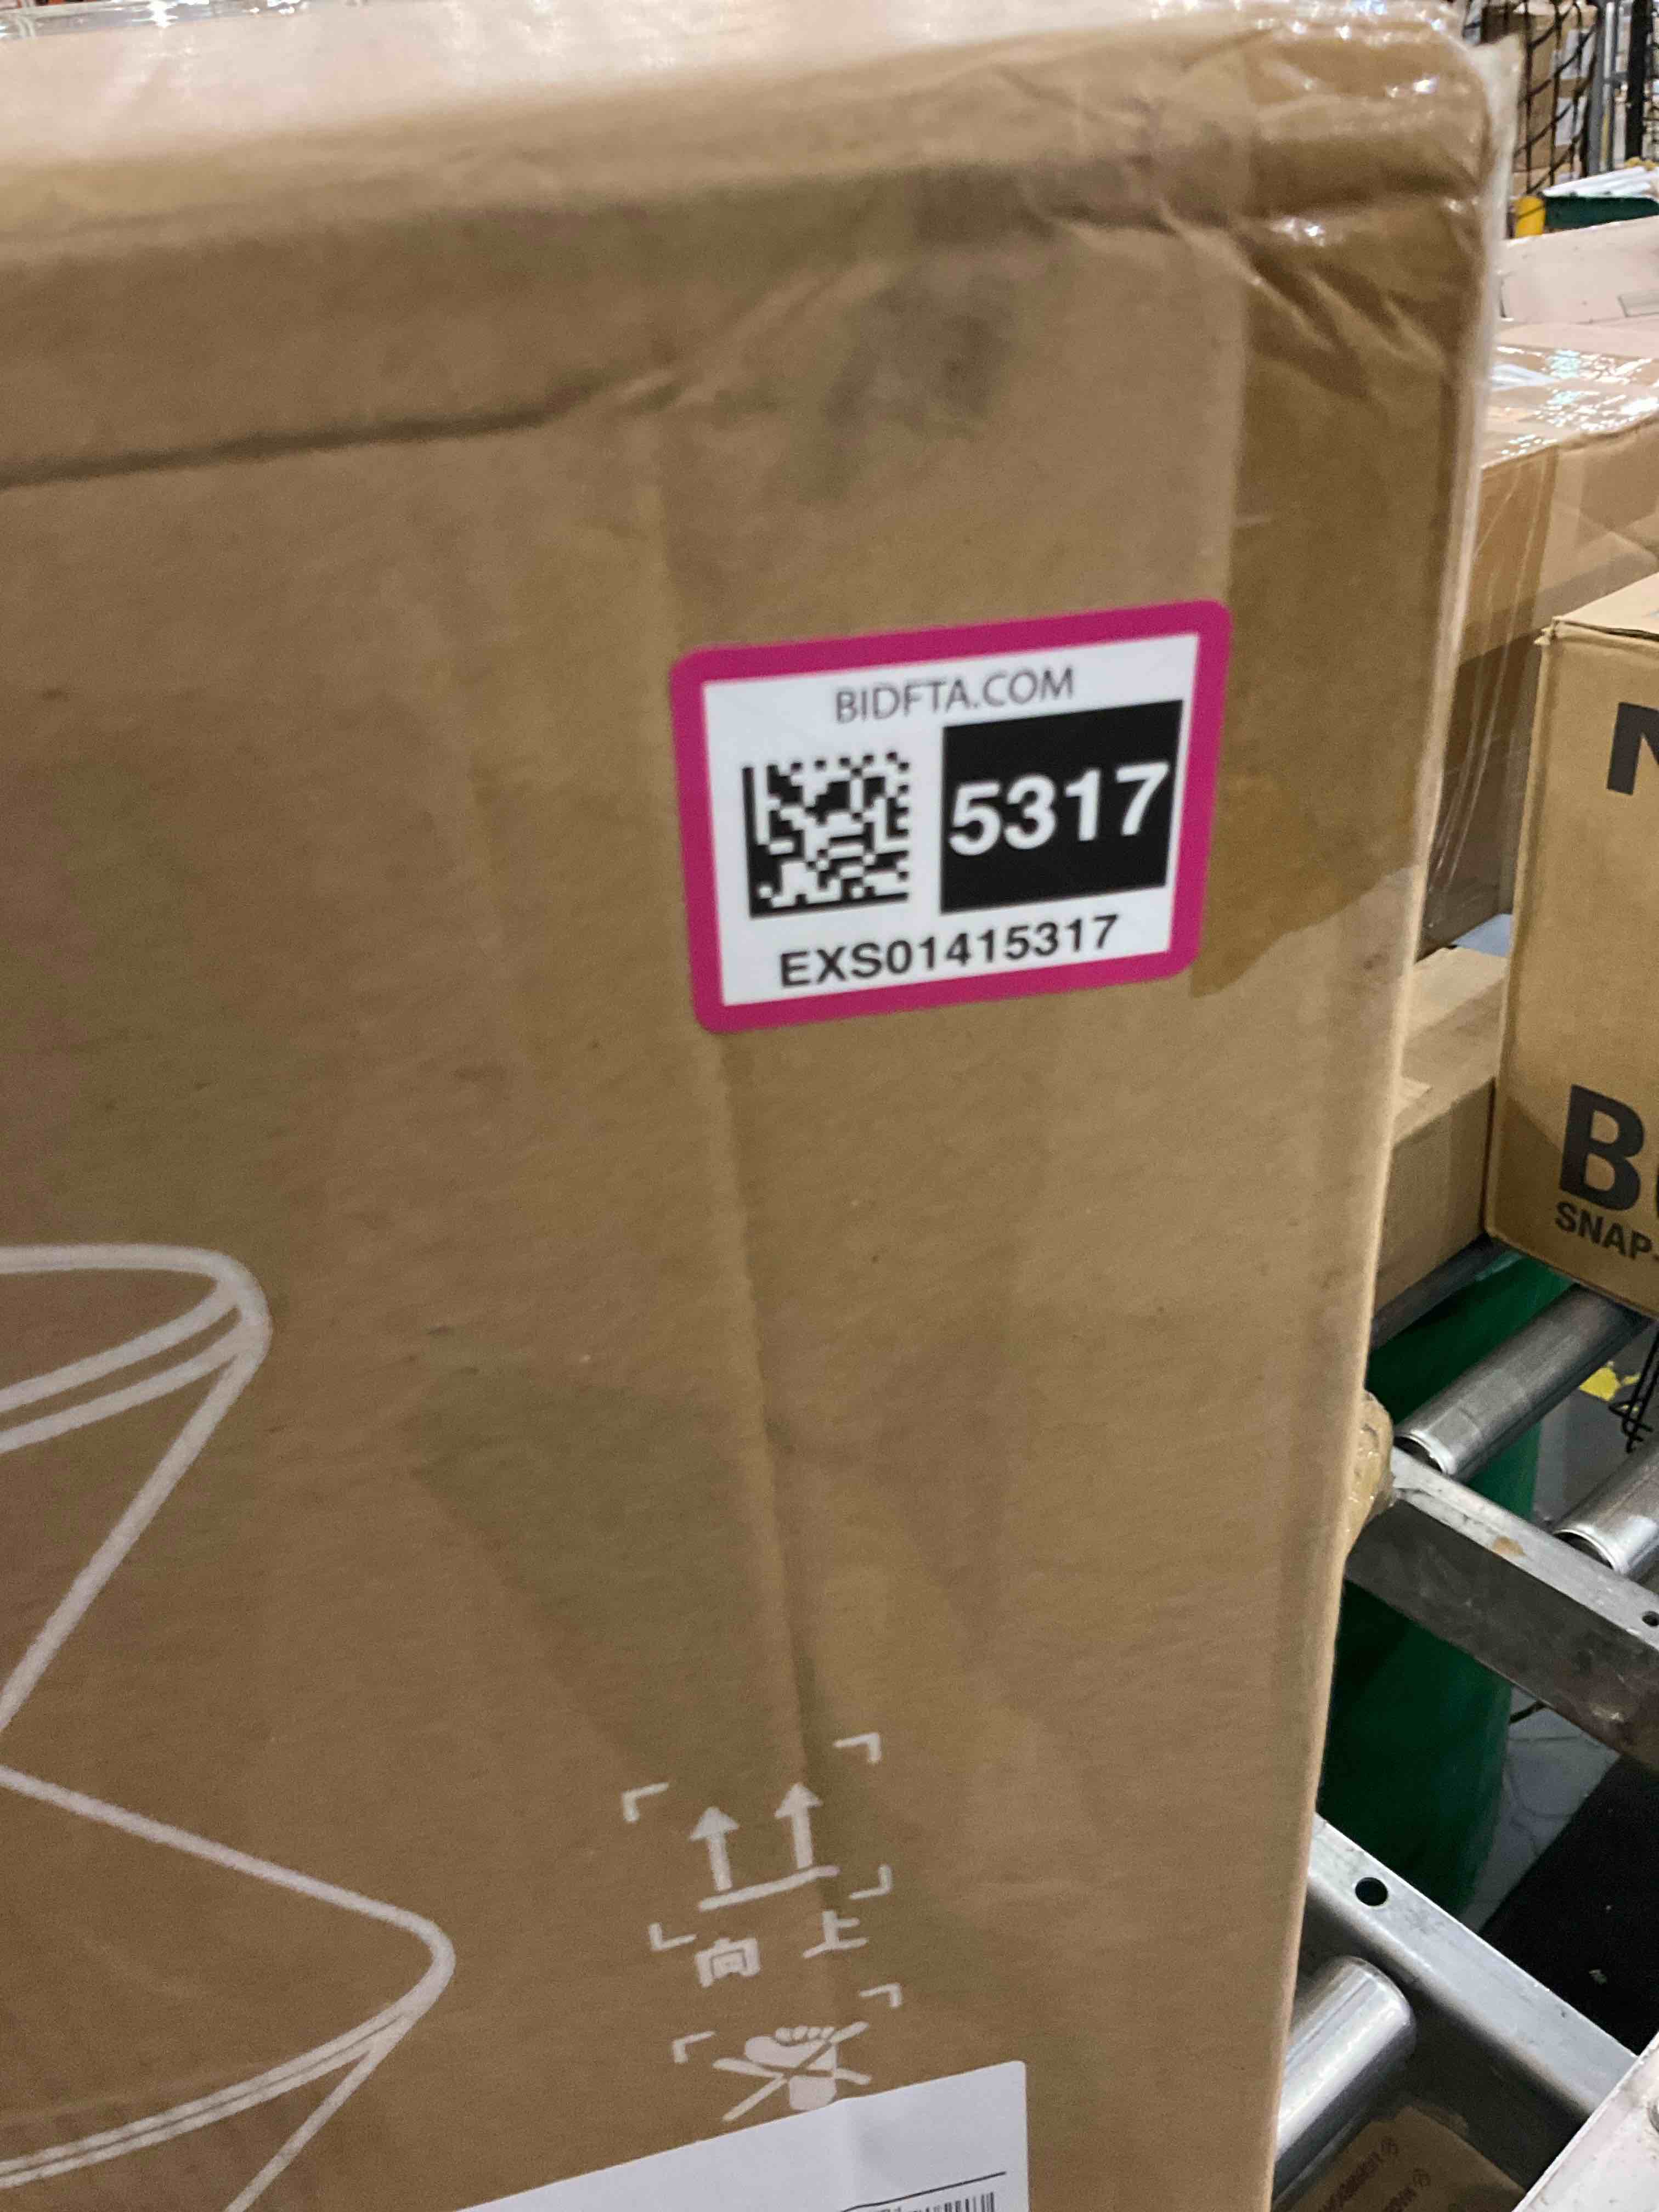 BIDFTA.COM
5317
EXS01415317
向上
N
B
SNAP-